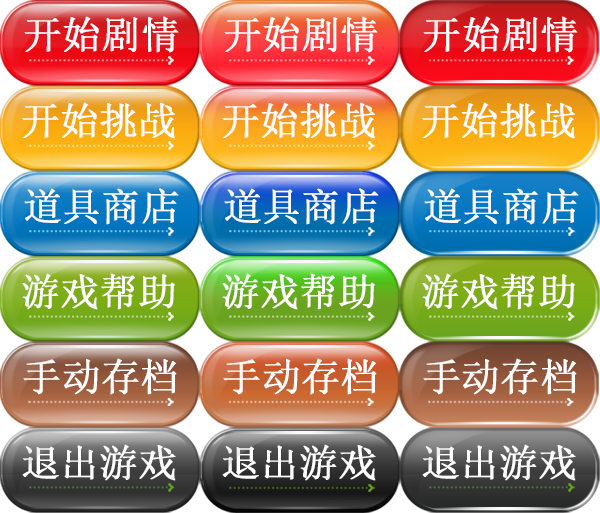 开始剧情 开始剧情 开始剧情
开始挑战 开始挑战 开始挑战
道具商店 道具商店 道具商店
游戏帮助 游戏帮助 游戏帮助
手动存档 手动存档 手动存档
退出游戏 退出游戏 退出游戏